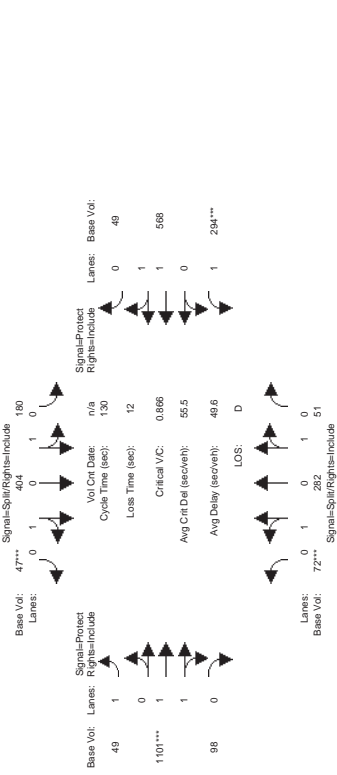 Signal=Split/Rights=Include
Base Vol: 47*** 404 180
Lanes: 0 1 0 1 0
Signal=Protect Signal=Protect
Base Vol: Lanes: Rights=Include Vol Cnt Date: n/a Rights=Include Lanes: Base Vol:
Cycle Time (sec): 130
49 1 0 49
Loss Time (sec): 12
0 1
1101*** 1 Critical V/C: 0.866 1 568
1 Avg Crit Del (sec/veh): 55.5 0
98 0 Avg Delay (sec/veh): 49.6 1 294***
LOS: D
Lanes: 0 1 0 1 0
Base Vol: 72*** 282 51
Signal=Split/Rights=Include